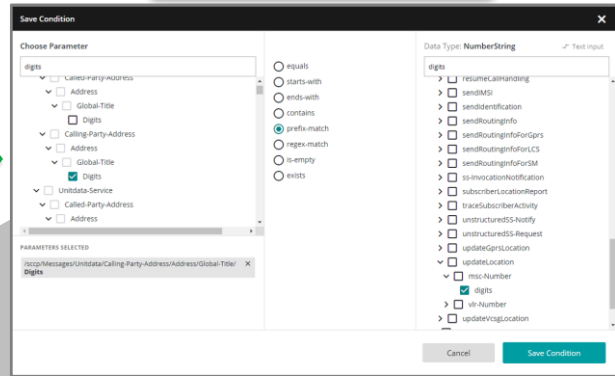 Save Condition
×
Choose Parameter
digits
Called-Party-Address
Address
Global-Title
Digits
Calling-Party-Address
Address
Global-Title
Digits
Unitdata-Service
Called-Party-Address
Address
PARAMETERS SELECTED
/sccp/Messages/Unitdata/Calling-Party-Address/Address/Global-Title/
Digits
×
equals
starts-with
ends-with
contains
prefix-match
regex-match
is-empty
exists
Data Type: NumberString
Text input
digits
resumeCallHandling
sendIMSI
sendIdentification
sendRoutingInfo
sendRoutingInfoForGprs
sendRoutingInfoForLCS
sendRoutingInfoForSM
ss-InvocationNotification
subscriberLocationReport
traceSubscriberActivity
unstructuredSS-Notify
unstructuredSS-Request
updateGprsLocation
updateLocation
msc-Number
digits
vlr-Number
updateVcsgLocation
Cancel
Save Condition